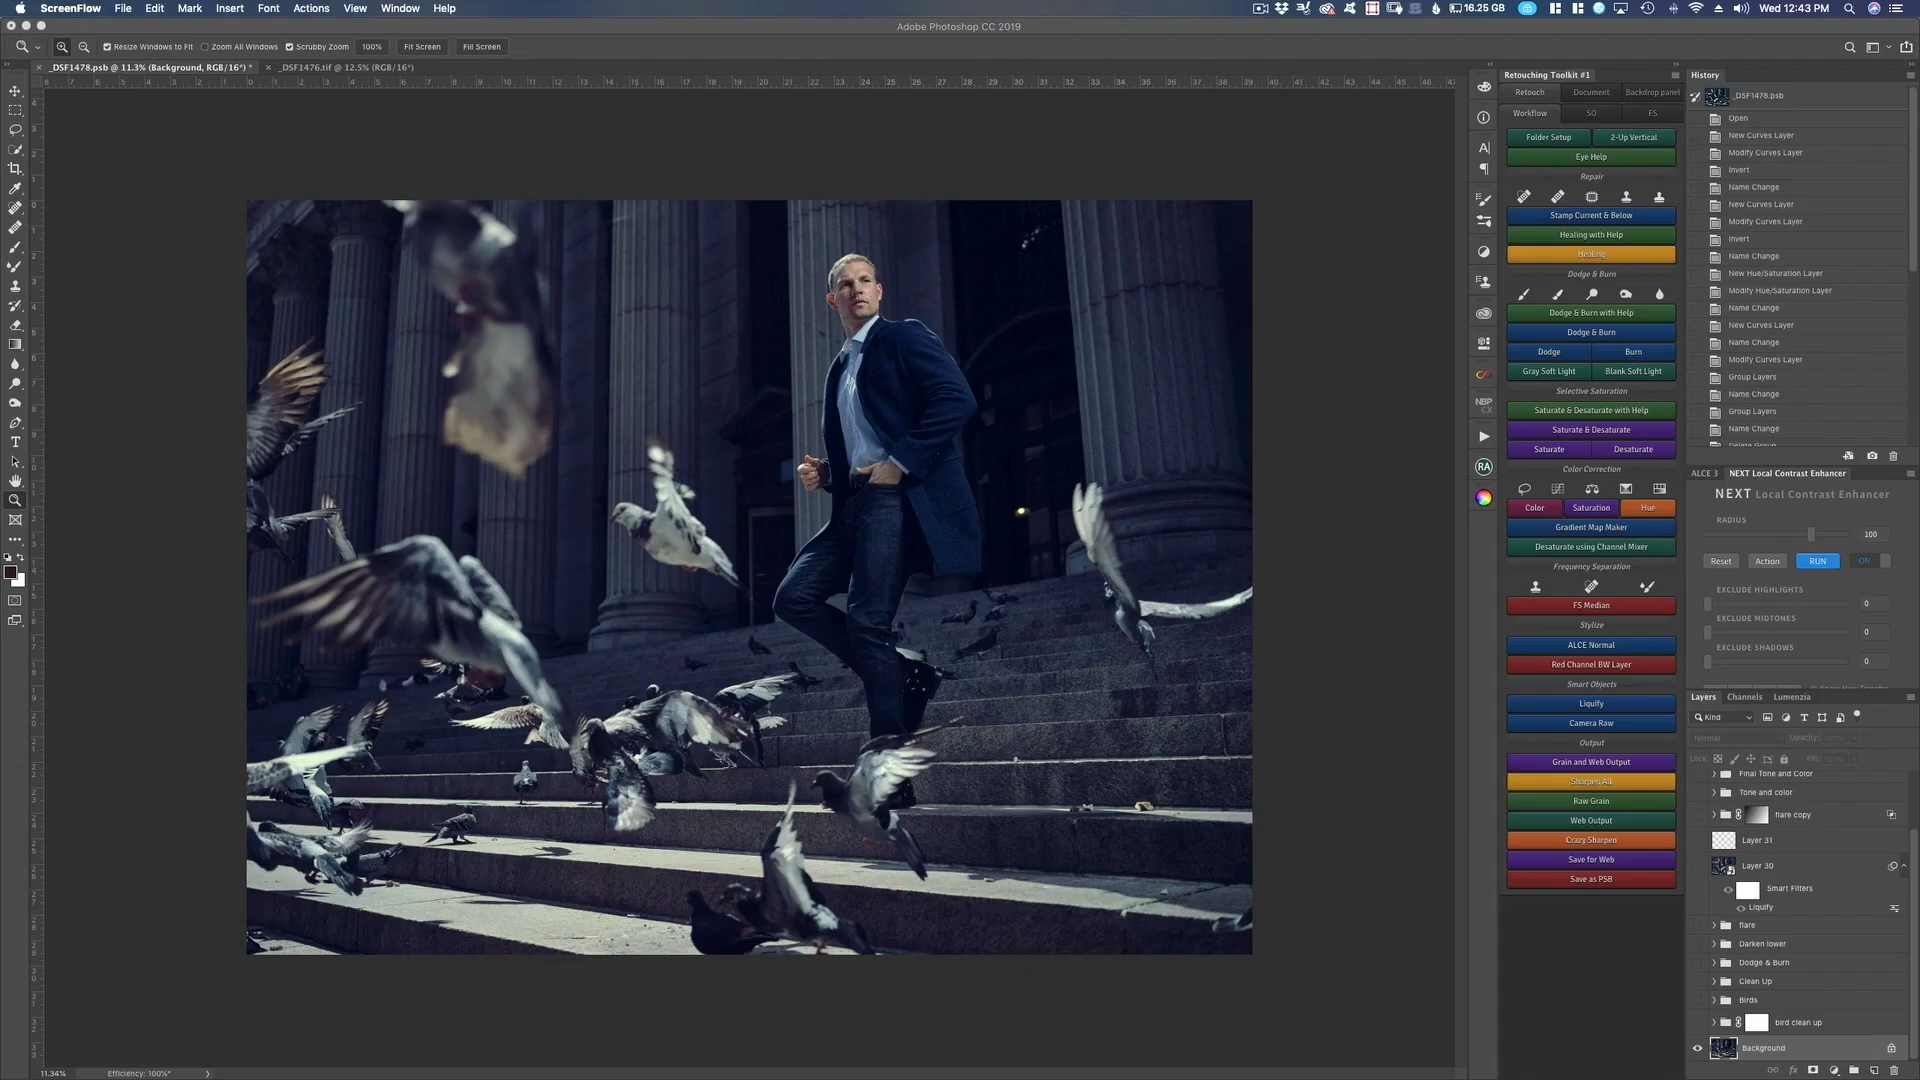 ScreenFlow File Edit Mark Insert Font Actions View Window Help 16.25 GB Wed 12:43 PM
Adobe Photoshop CC 2019
Resize Windows to Fit Zoom All Windows Scrubby Zoom 100% Fit Screen Fill Screen
_DSF1478.psb @ 11.3% (Background, RGB/16*) * _DSF1476.tif @ 12.5% (RGB/16*)
Retouching Toolkit #1
Retouch Document Backdrop panel
Workflow SO FS
Folder Setup 2-Up Vertical
Eye Help
Repair
Stamp Current & Below
Healing with Help
Healing
Dodge & Burn
Dodge & Burn with Help
Dodge & Burn
Dodge Burn
Gray Soft Light Blank Soft Light
Selective Saturation
Saturate & Desaturate with Help
Saturate & Desaturate
Saturate Desaturate
Color Correction
Color Saturation Hue
Gradient Map Maker
Desaturate using Channel Mixer
Frequency Separation
FS Median
Stylize
ALCE Normal
Red Channel BW Layer
Smart Objects
Liquify
Camera Raw
Output
Grain and Web Output
Sharpen All
Raw Grain
Web Output
Crazy Sharpen
Save for Web
Save as PSB
NBP
CX
RA
History
_DSF1478.psb
Open
New Curves Layer
Modify Curves Layer
Invert
Name Change
New Curves Layer
Modify Curves Layer
Invert
Name Change
New Hue/Saturation Layer
Modify Hue/Saturation Layer
Name Change
New Curves Layer
Name Change
Modify Curves Layer
Group Layers
Name Change
Group Layers
Name Change
Delete Group
ALCE 3 NEXT Local Contrast Enhancer
NEXT Local Contrast Enhancer
RADIUS
100
Reset Action RUN ON
EXCLUDE HIGHLIGHTS
0
EXCLUDE MIDTONES
0
EXCLUDE SHADOWS
0
Layers Channels Lumenzia
Kind
Normal Opacity: 100%
Lock: Fill: 100%
Final Tone and Color
Tone and color
flare copy
Layer 31
Layer 30
Smart Filters
Liquify
flare
Darken lower
Dodge & Burn
Clean Up
Birds
bird clean up
Background
11.34% Efficiency: 100%*